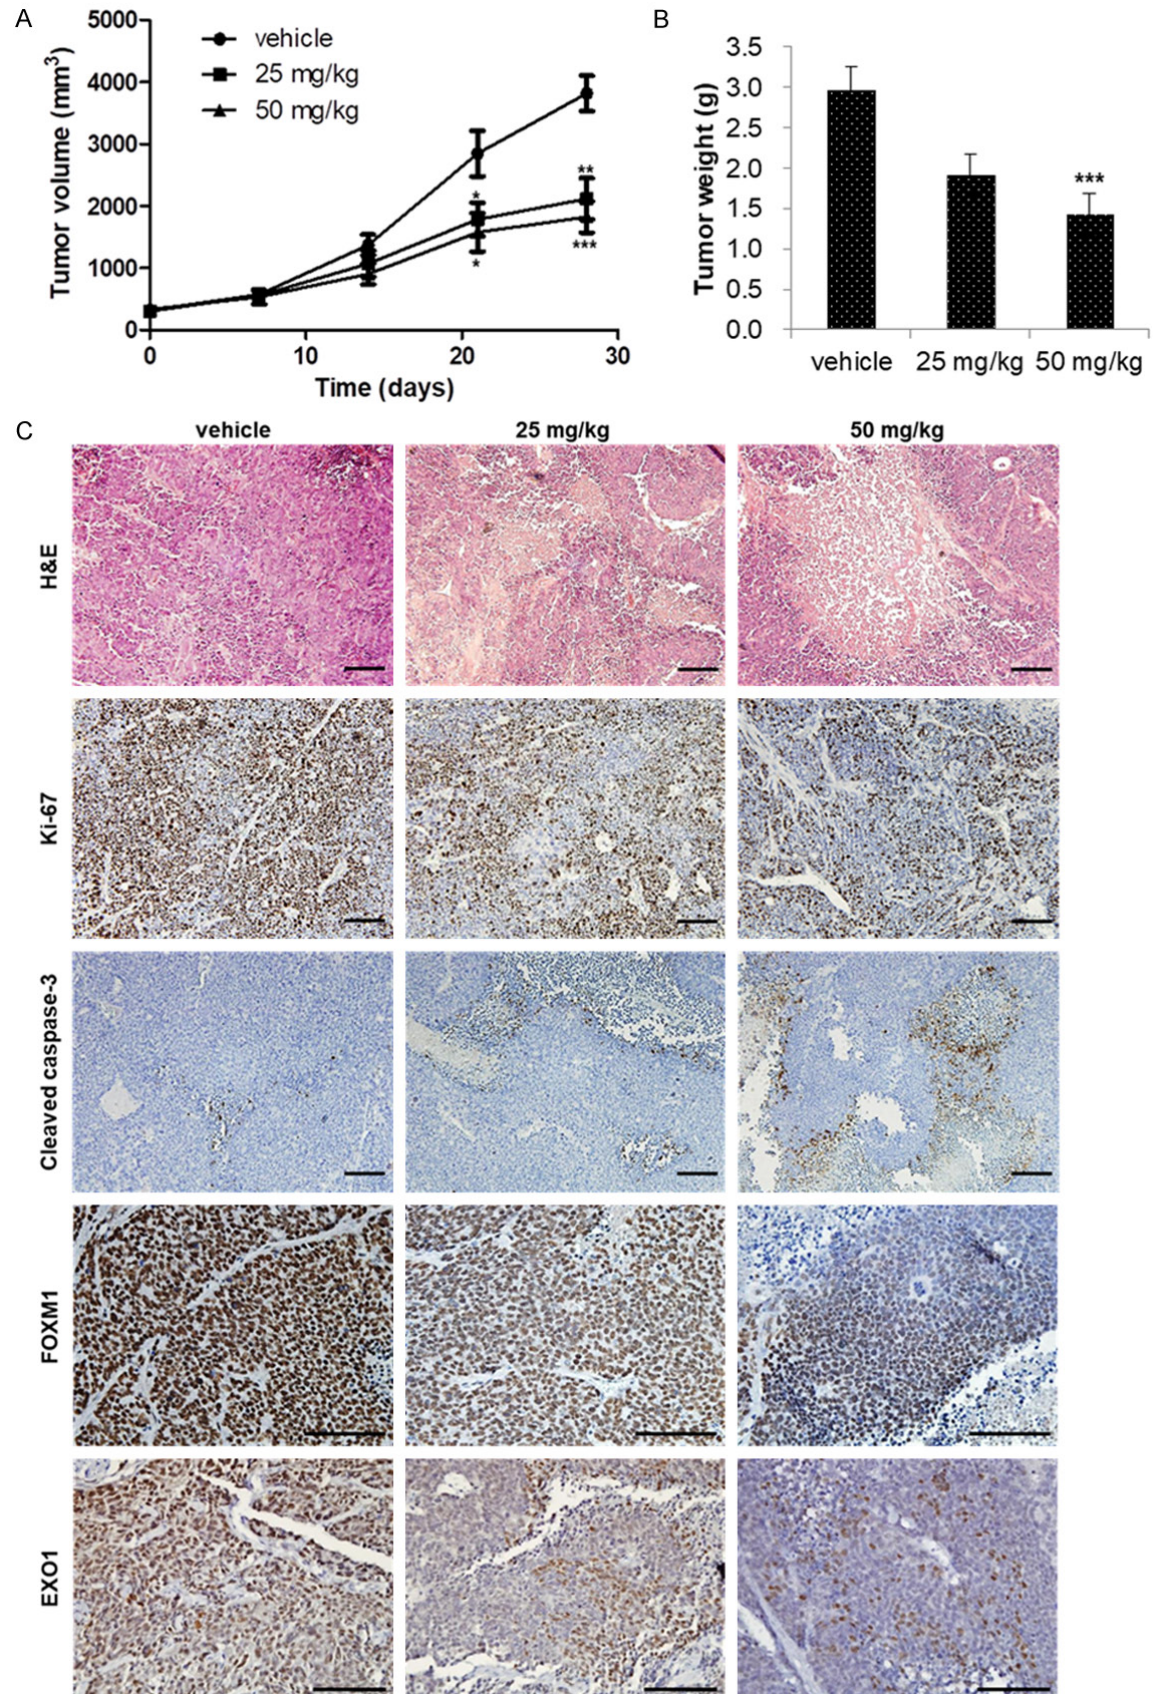 A
5000
4000
3000
2000
1000
0
Tumor volume (mm³)
vehicle
25 mg/kg
50 mg/kg
*
**
*
***
0
10
20
30
Time (days)
B
3.5
3.0
2.5
2.0
1.5
1.0
0.5
0.0
Tumor weight (g)
***
vehicle
25 mg/kg
50 mg/kg
C
vehicle
25 mg/kg
50 mg/kg
H&E
Ki-67
Cleaved caspase-3
FOXM1
EXO1